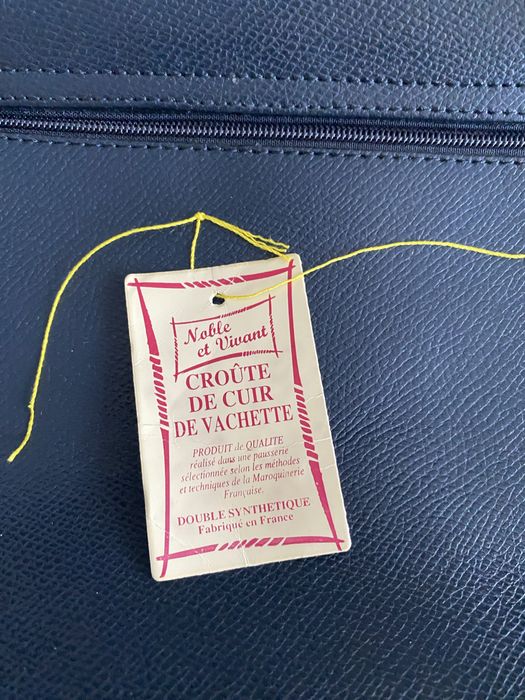 Noble
et Vivant
CROÛTE
DE CUIR
DE VACHETTE
PRODUIT de QUALITE
réalisé dans une pausserie
sélectionnée selon les méthodes
et techniques de la Maroquinerie
Française.
DOUBLE SYNTHETIQUE
Fabriqué en France